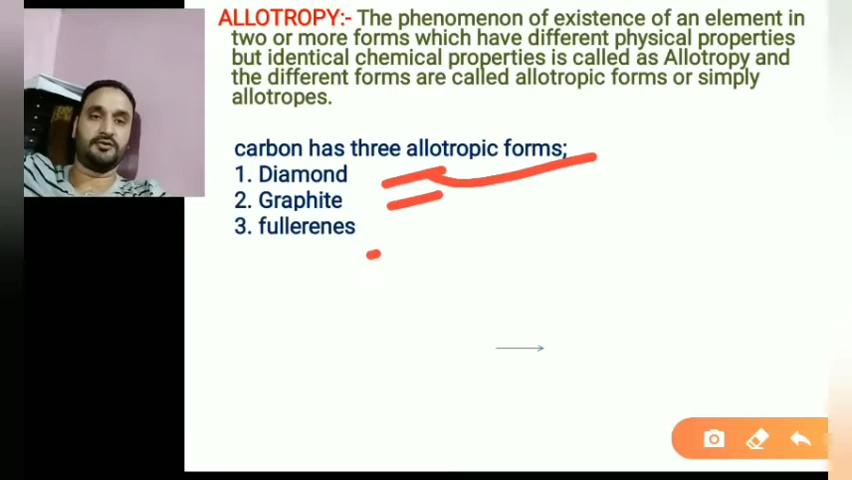 ALLOTROPY:- The phenomenon of existence of an element in
two or more forms which have different physical properties
but identical chemical properties is called as Allotropy and
the different forms are called allotropic forms or simply
allotropes.
carbon has three allotropic forms;
1. Diamond
2. Graphite
3. fullerenes